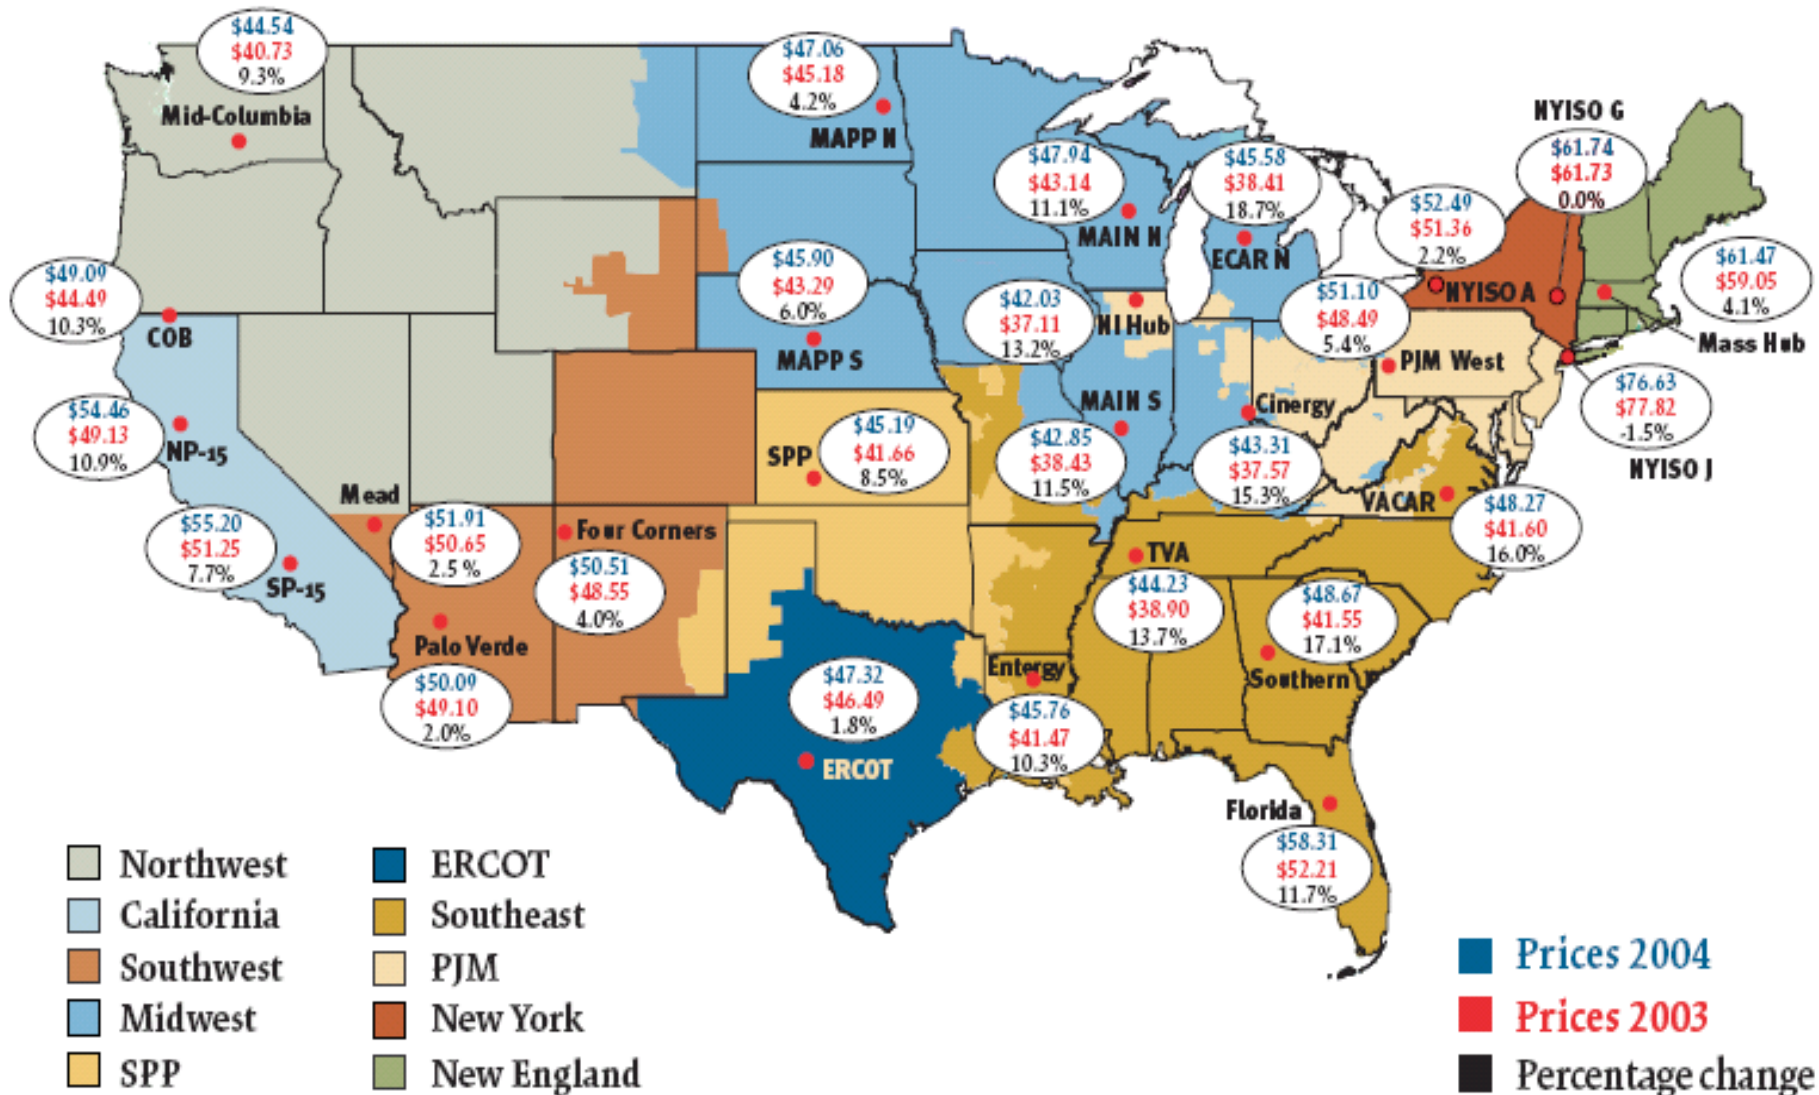 $44.54
$40.73
9.3%
Mid-Columbia
$47.06
$45.18
4.2%
MAPP N
$47.94
$43.14
11.1%
MAIN N
$45.58
$38.41
18.7%
ECAR N
NYISO G
$61.74
$61.73
0.0%
$52.49
$51.36
2.2%
NYISO A
$61.47
$59.05
4.1%
Mass Hub
$49.09
$44.49
10.3%
COB
$45.90
$43.29
6.0%
MAPP S
$42.03
$37.11
13.2%
NI Hub
$51.10
$48.49
5.4%
PJM West
$76.63
$77.82
-1.5%
NYISO J
$54.46
$49.13
10.9%
NP-15
SPP
$45.19
$41.66
8.5%
MAIN S
$42.85
$38.43
11.5%
Cinergy
$43.31
$37.57
15.3%
VACAR
$48.27
$41.60
16.0%
Mead
$51.91
$50.65
2.5 %
Four Corners
$50.51
$48.55
4.0%
$55.20
$51.25
7.7%
SP-15
TVA
$44.23
$38.90
13.7%
$48.67
$41.55
17.1%
Southern
Palo Verde
$50.09
$49.10
2.0%
$47.32
$46.49
1.8%
ERCOT
Entergy
$45.76
$41.47
10.3%
Florida
$58.31
$52.21
11.7%
Northwest
California
Southwest
Midwest
SPP
ERCOT
Southeast
PJM
New York
New England
Prices 2004
Prices 2003
Percentage change